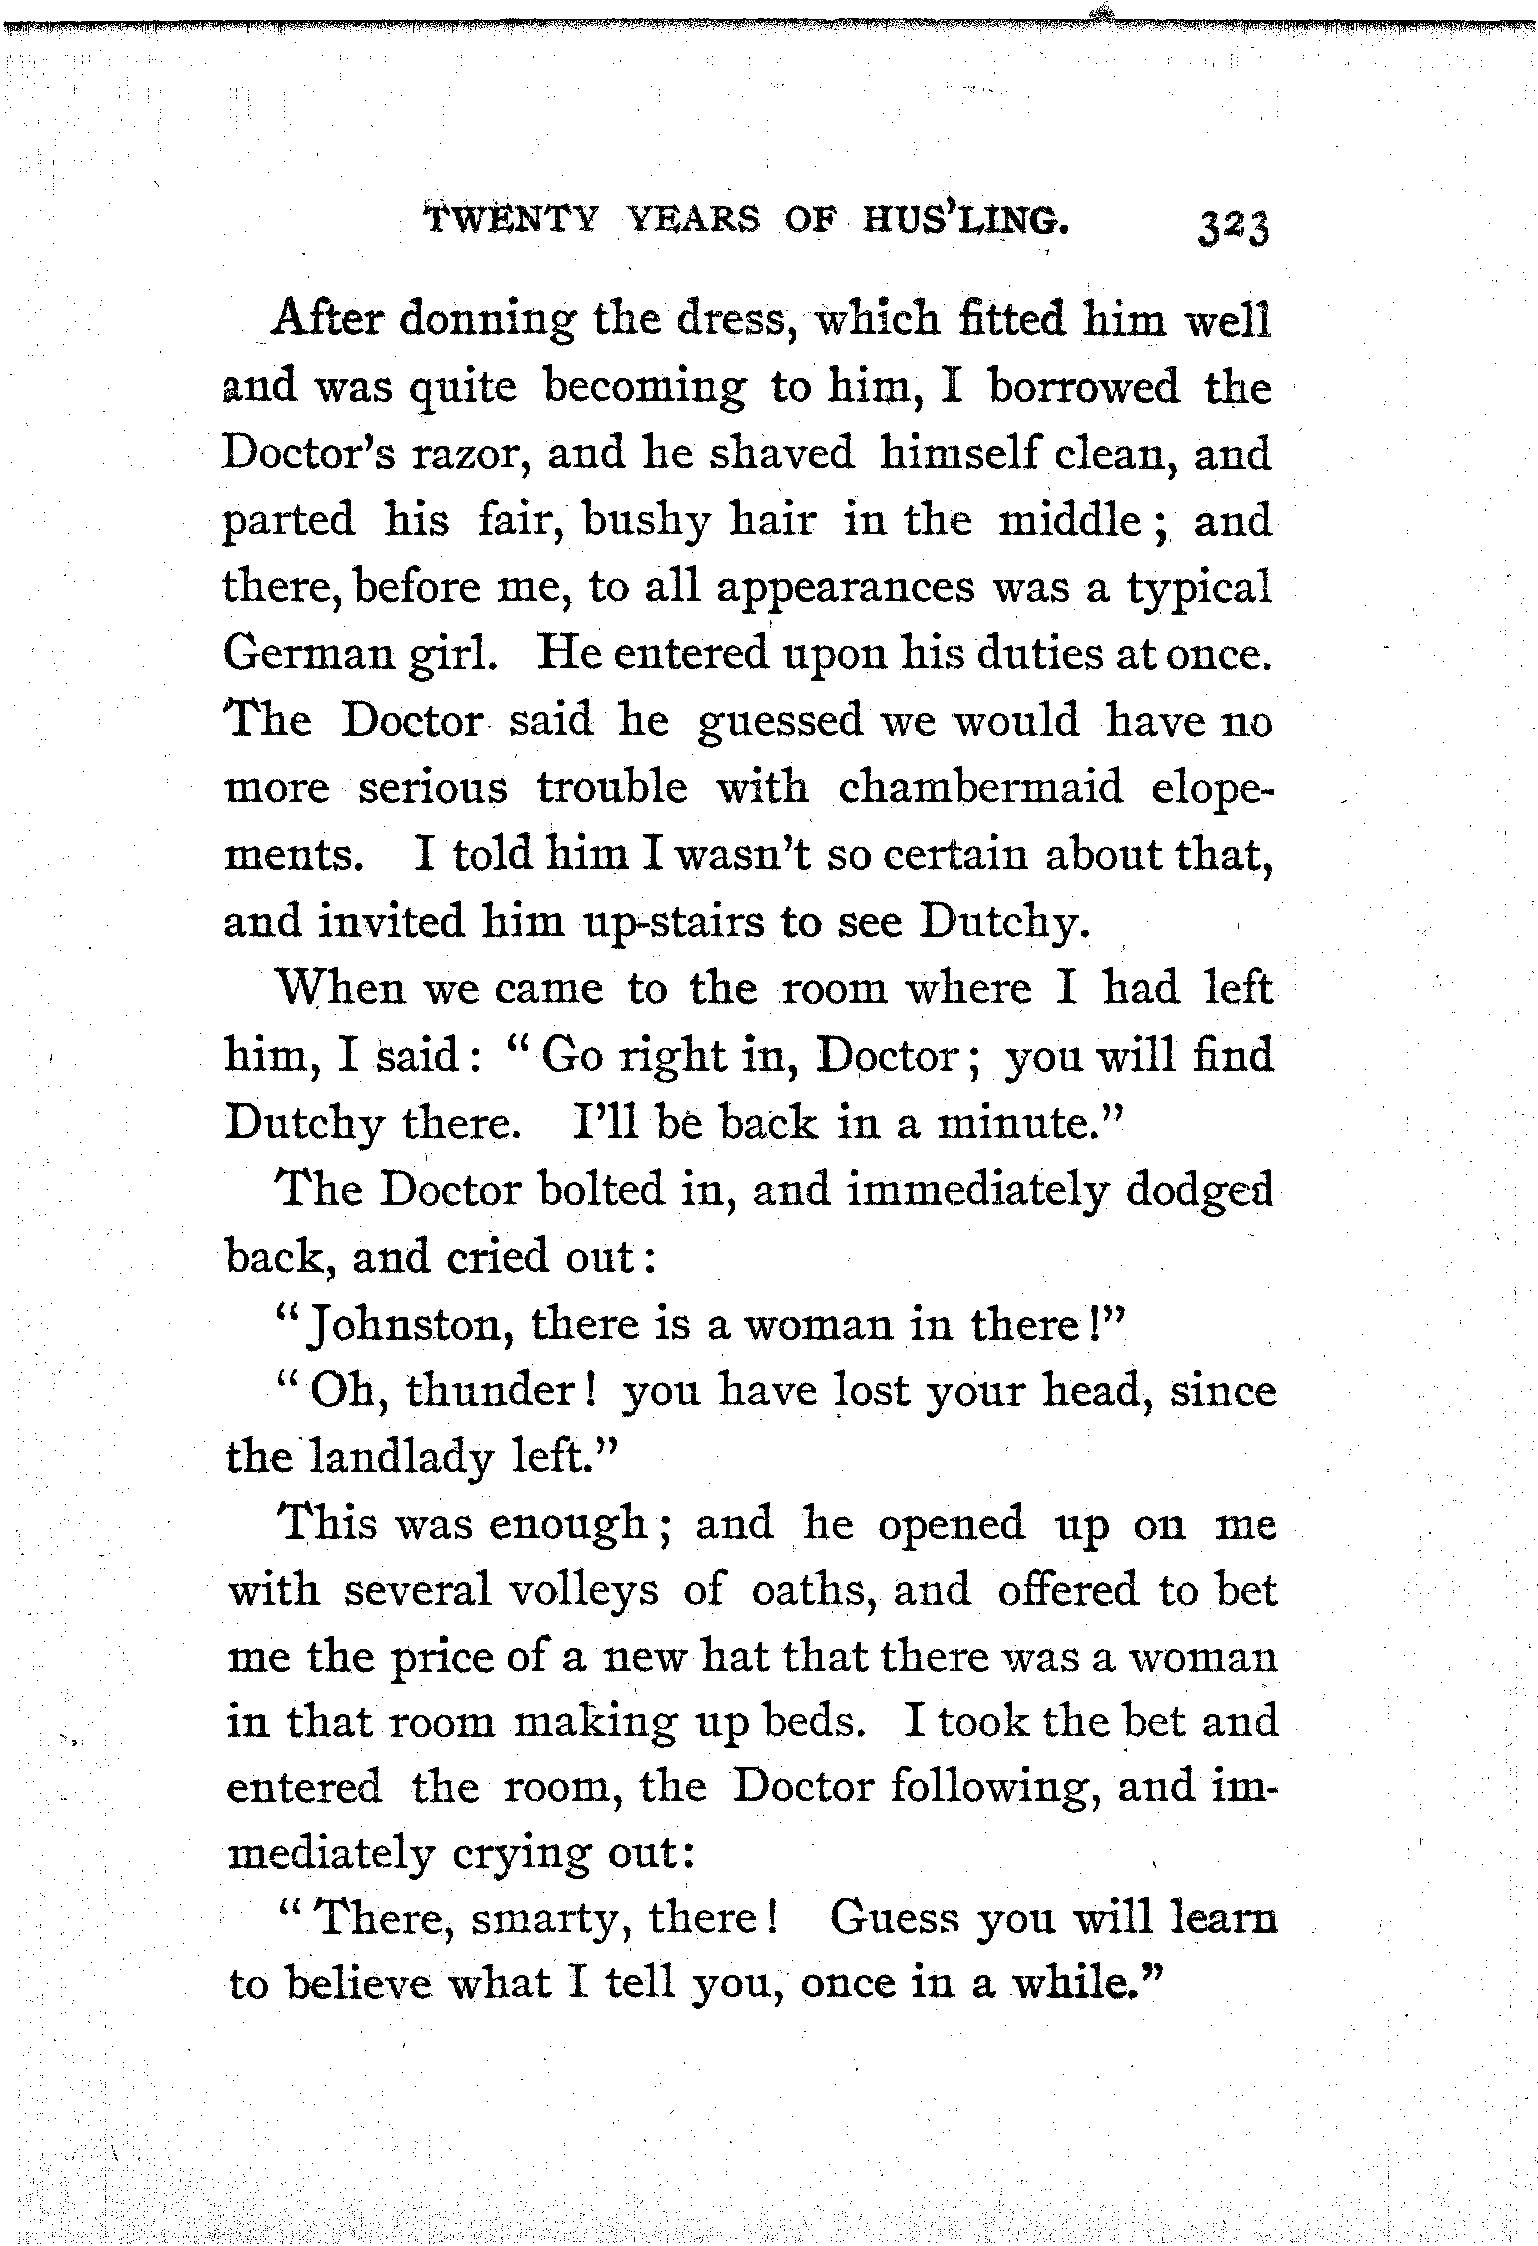 TWENTY YEARS OF HUS'LING. 323
After donning the dress, which fitted him well
and was quite becoming to him, I borrowed the
Doctor's razor, and he shaved himself clean, and
parted his fair, bushy hair in the middle; and
there, before me, to all appearances was a typical
German girl. He entered upon his duties at once.
The Doctor said he guessed we would have no
more serious trouble with chambermaid elope-
ments. I told him I wasn't so certain about that,
and invited him up-stairs to see Dutchy.
When we came to the room where I had left
him, I said: "Go right in, Doctor; you will find
Dutchy there. I'll be back in a minute."
The Doctor bolted in, and immediately dodged
back, and cried out:
"Johnston, there is a woman in there!"
"Oh, thunder! you have lost your head, since
the landlady left."
This was enough; and he opened up on me
with several volleys of oaths, and offered to bet
me the price of a new hat that there was a woman
in that room making up beds. I took the bet and
entered the room, the Doctor following, and im-
mediately crying out:
"There, smarty, there! Guess you will learn
to believe what I tell you, once in a while."